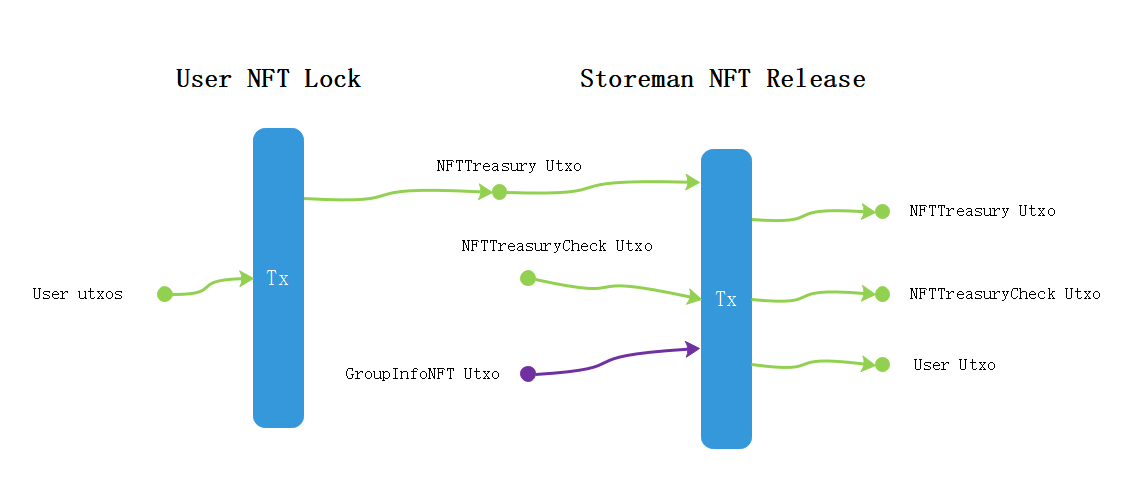 User NFT Lock
Storeman NFT Release
NFTTreasury Utxo
NFTTreasury Utxo
NFTTreasuryCheck Utxo
Tx
User utxos
Tx
NFTTreasuryCheck Utxo
GroupInfoNFT Utxo
User Utxo